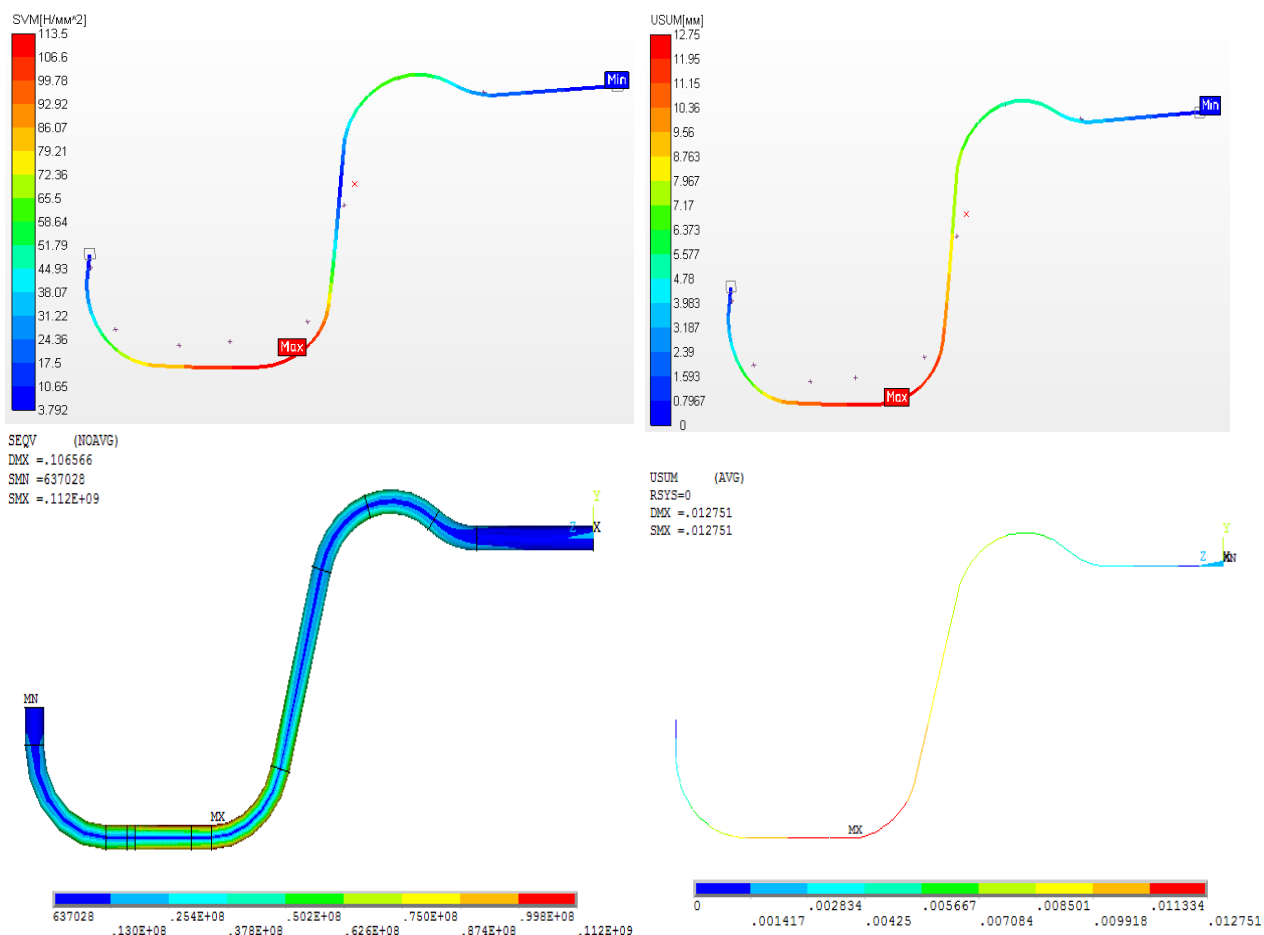 SVM[Н/мм^2]
113.5
106.6
99.78
92.92
86.07
79.21
72.36
65.5
58.64
51.79
44.93
38.07
31.22
24.36
17.5
10.65
3.792
Min
Max
USUM[мм]
12.75
11.95
11.15
10.36
9.56
8.763
7.967
7.17
6.373
5.577
4.78
3.983
3.187
2.39
1.593
0.7967
0
Min
Max
SEQV (NOAVG)
DMX =.106566
SMN =637028
SMX =.112E+09
Y
Z X
MN
MX
637028 .254E+08 .502E+08 .750E+08 .998E+08
.130E+08 .378E+08 .626E+08 .874E+08 .112E+09
USUM (AVG)
RSYS=0
DMX =.012751
SMX =.012751
Y
Z
MX
0 .002834 .005667 .008501 .011334
.001417 .00425 .007084 .009918 .012751